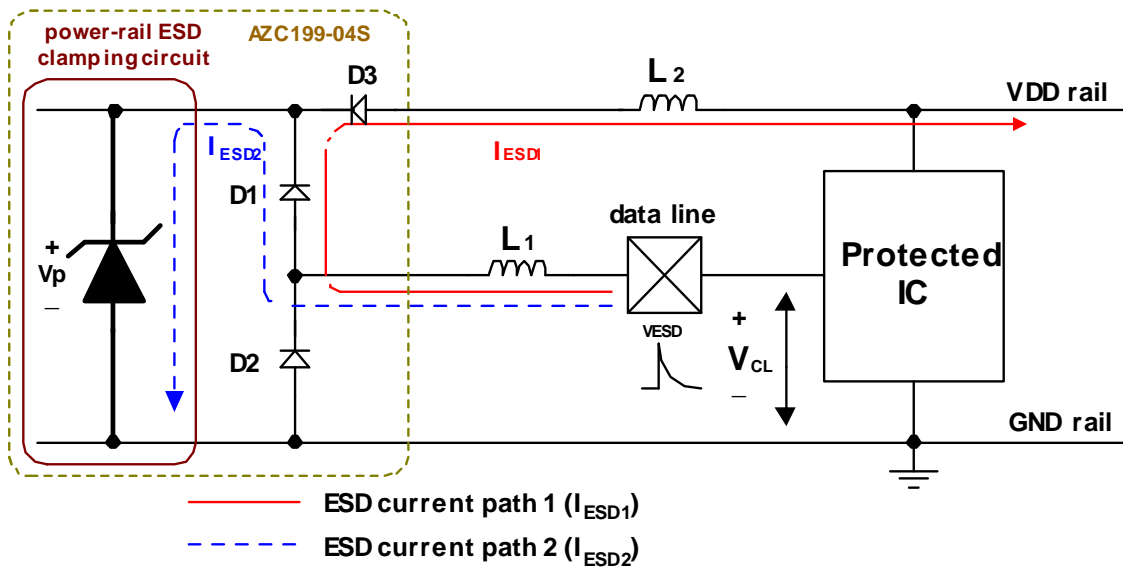 power-rail ESD
clamping circuit
AZC199-04S
D3
L2
VDD rail
IESD2
IESD1
D1
data line
L1
+
Vp
_
Protected
IC
VESD
+
VCL
_
D2
GND rail
ESD current path 1 (IESD1)
ESD current path 2 (IESD2)